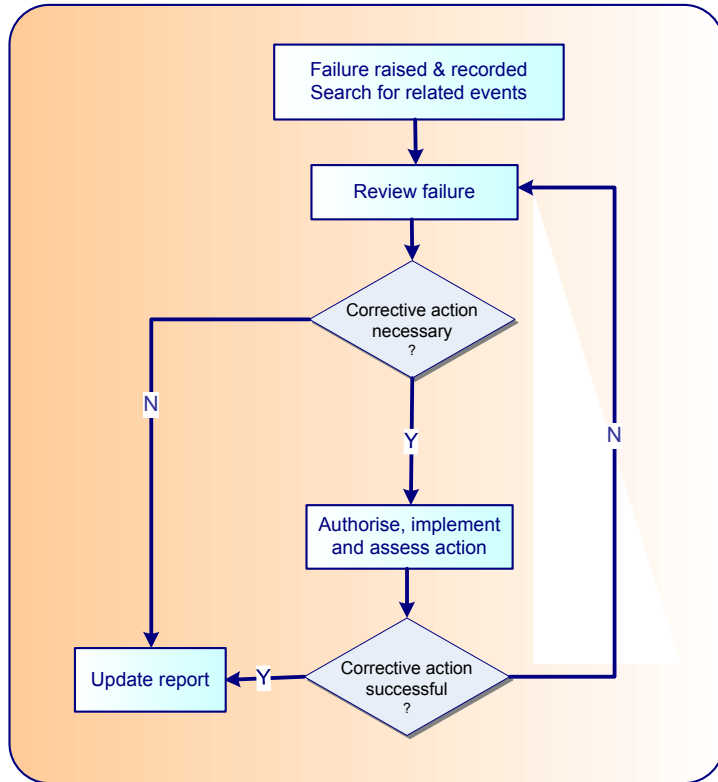 Failure raised & recorded
Search for related events
Review failure
Corrective action
necessary
?
N
Y
N
Authorise, implement
and assess action
Update report
Y
Corrective action
successful
?